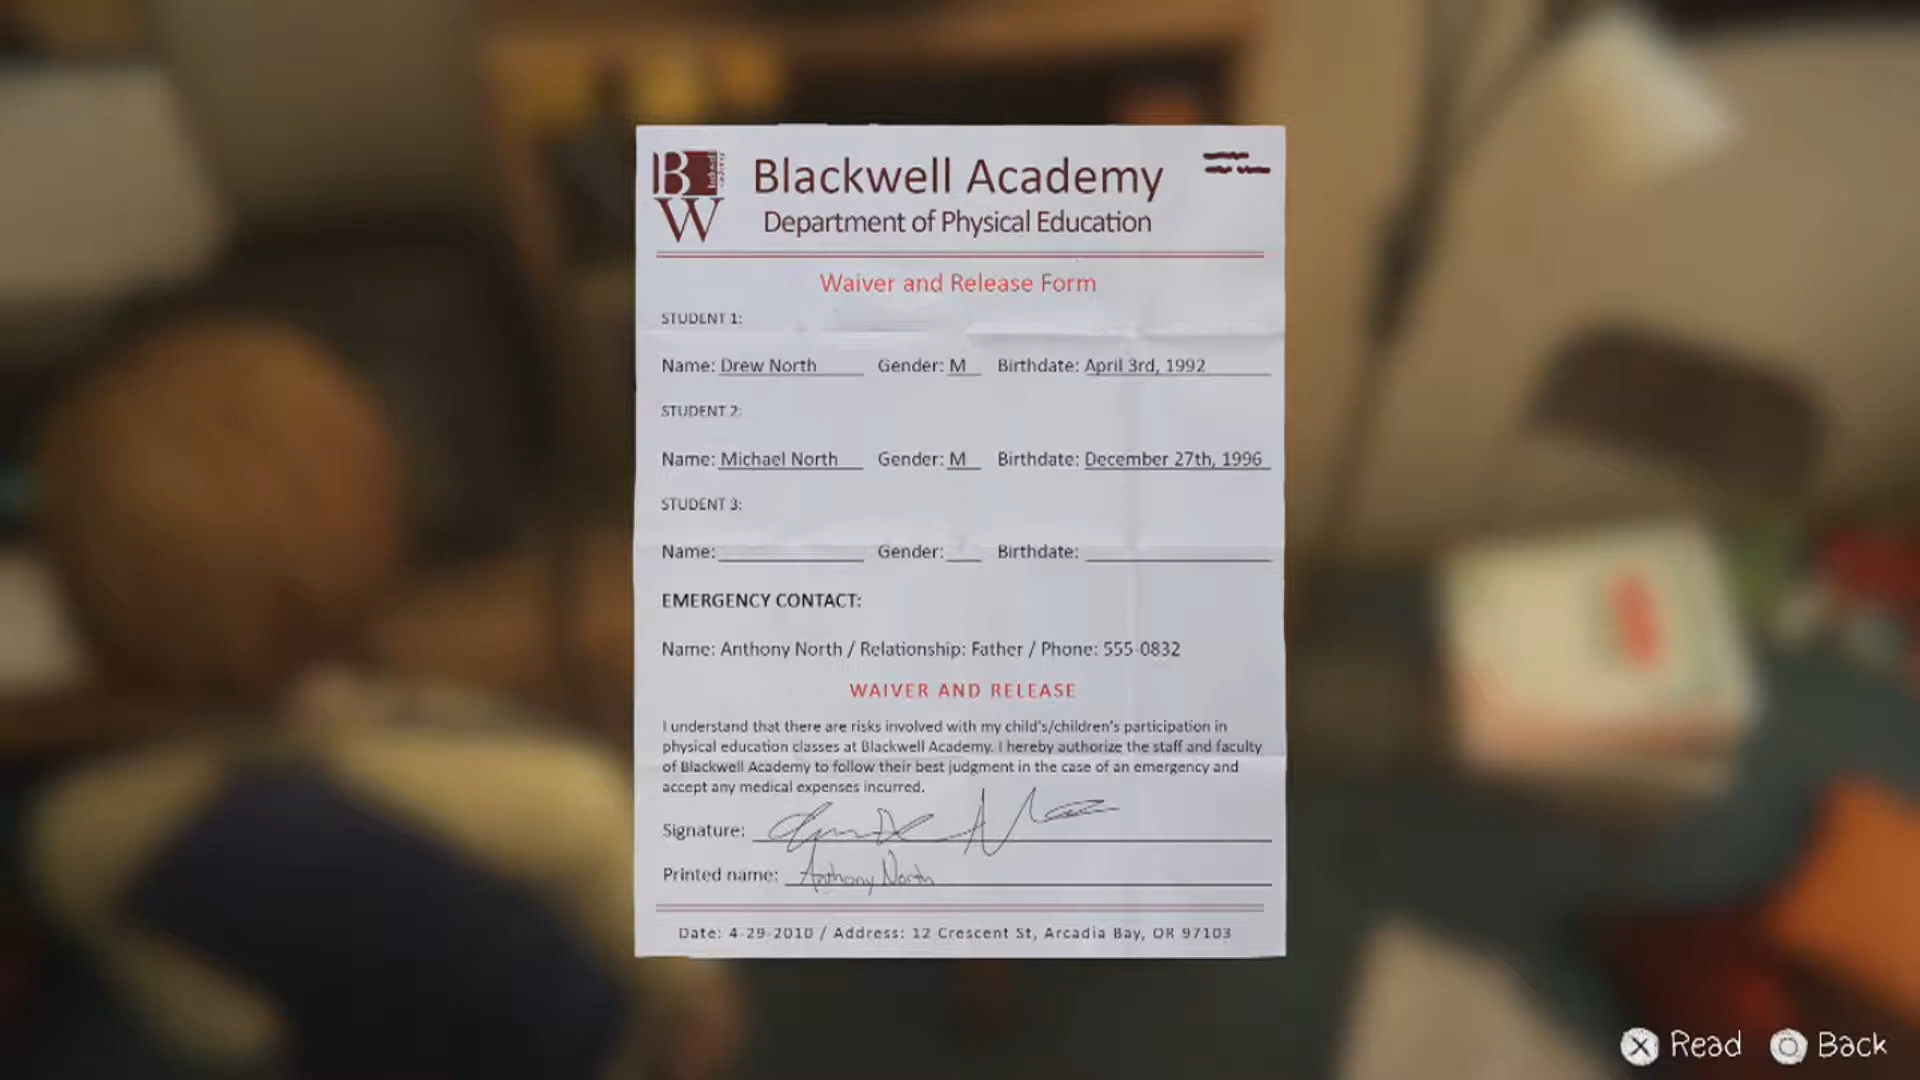 B
W
Blackwell Academy
Department of Physical Education
Waiver and Release Form
STUDENT 1:
Name: Drew North Gender: M Birthdate: April 3rd, 1992
STUDENT 2:
Name: Michael North Gender: M Birthdate: December 27th, 1996
STUDENT 3:
Name: Gender: Birthdate:
EMERGENCY CONTACT:
Name: Anthony North / Relationship: Father / Phone: 555-0832
WAIVER AND RELEASE
I understand that there are risks involved with my child's/children's participation in
physical education classes at Blackwell Academy. I hereby authorize the staff and faculty
of Blackwell Academy to follow their best judgment in the case of an emergency and
accept any medical expenses incurred.
Signature:
Printed name: Anthony North
Date: 4-29-2010 / Address: 12 Crescent St, Arcadia Bay, OR 97103
Read Back